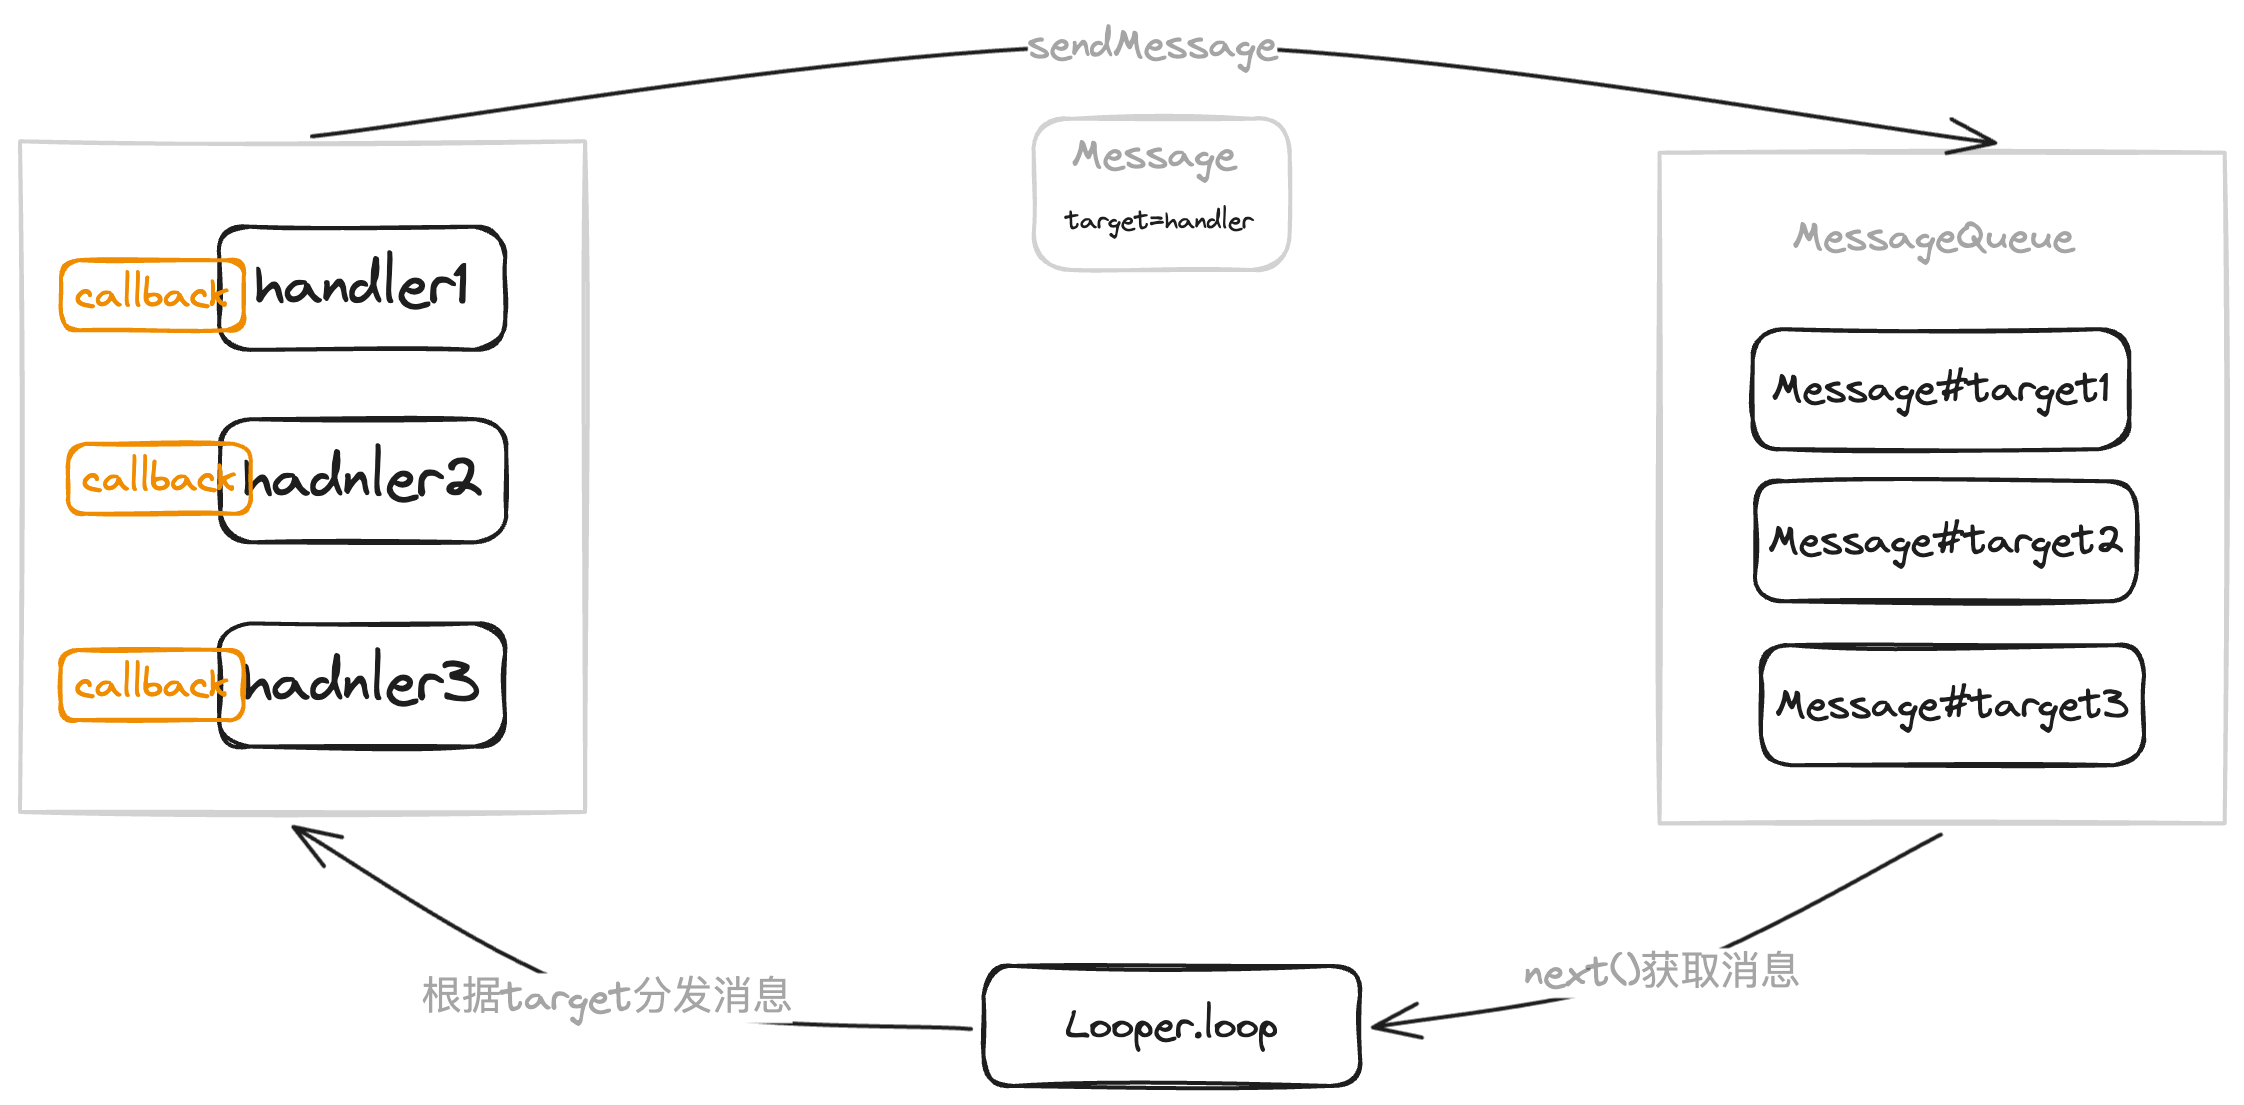 sendMessage
Message
target=handler
callback
handler1
callback
hadnler2
callback
hadnler3
MessageQueue
Message#target1
Message#target2
Message#target3
next()获取消息
根据target分发消息
Looper.loop